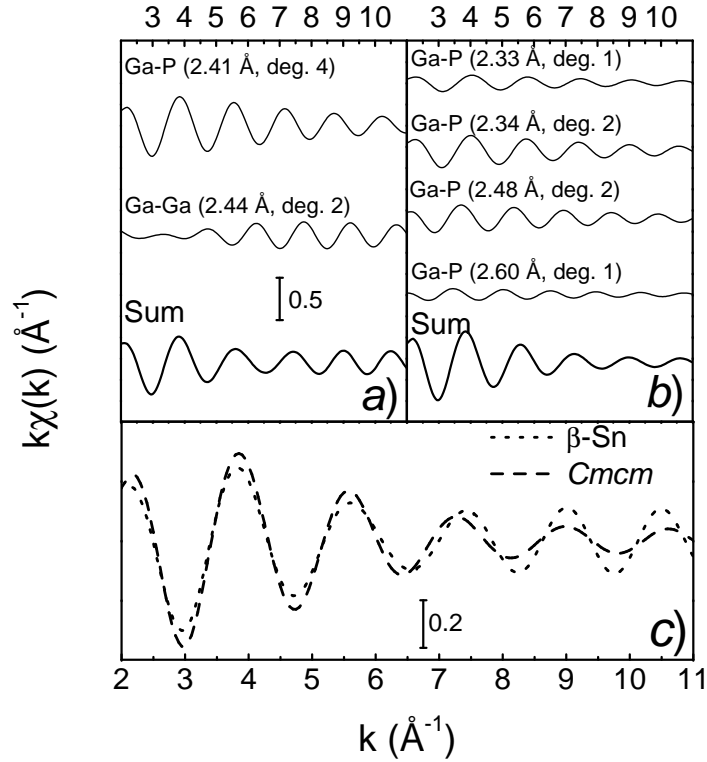 3 4 5 6 7 8 9 10 3 4 5 6 7 8 9 10
Ga-P (2.41 Å, deg. 4)
Ga-Ga (2.44 Å, deg. 2)
0.5
Sum
a)
Ga-P (2.33 Å, deg. 1)
Ga-P (2.34 Å, deg. 2)
Ga-P (2.48 Å, deg. 2)
Ga-P (2.60 Å, deg. 1)
Sum
b)
kχ(k) (Å⁻¹)
β-Sn
Cmcm
0.2
c)
2 3 4 5 6 7 8 9 10 11
k (Å⁻¹)